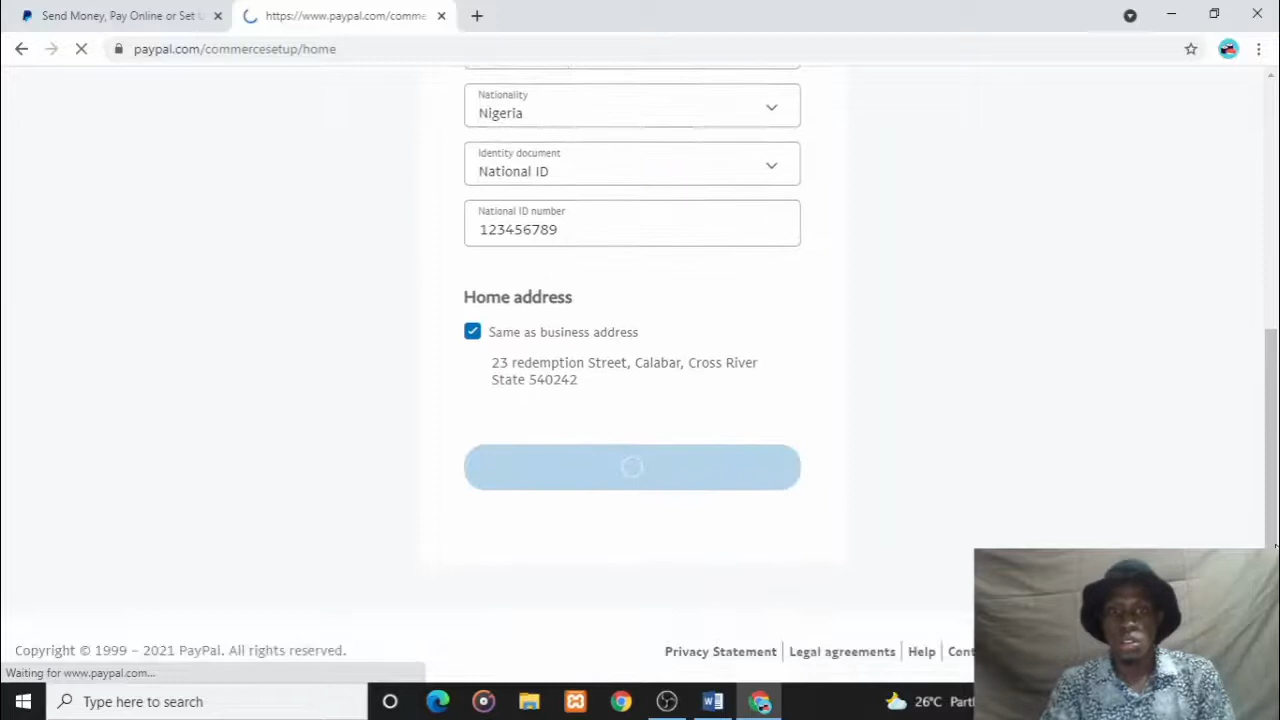 Send Money, Pay Online or Set
https://www.paypal.com/comme
paypal.com/commercesetup/home
Nationality
Nigeria
Identity document
National ID
National ID number
123456789
Home address
Same as business address
23 redemption Street, Calabar, Cross River
State 540242
Copyright © 1999 – 2021 PayPal. All rights reserved.
Privacy Statement
Legal agreements
Help
Cont
Waiting for www.paypal.com...
Type here to search
26°C
Part